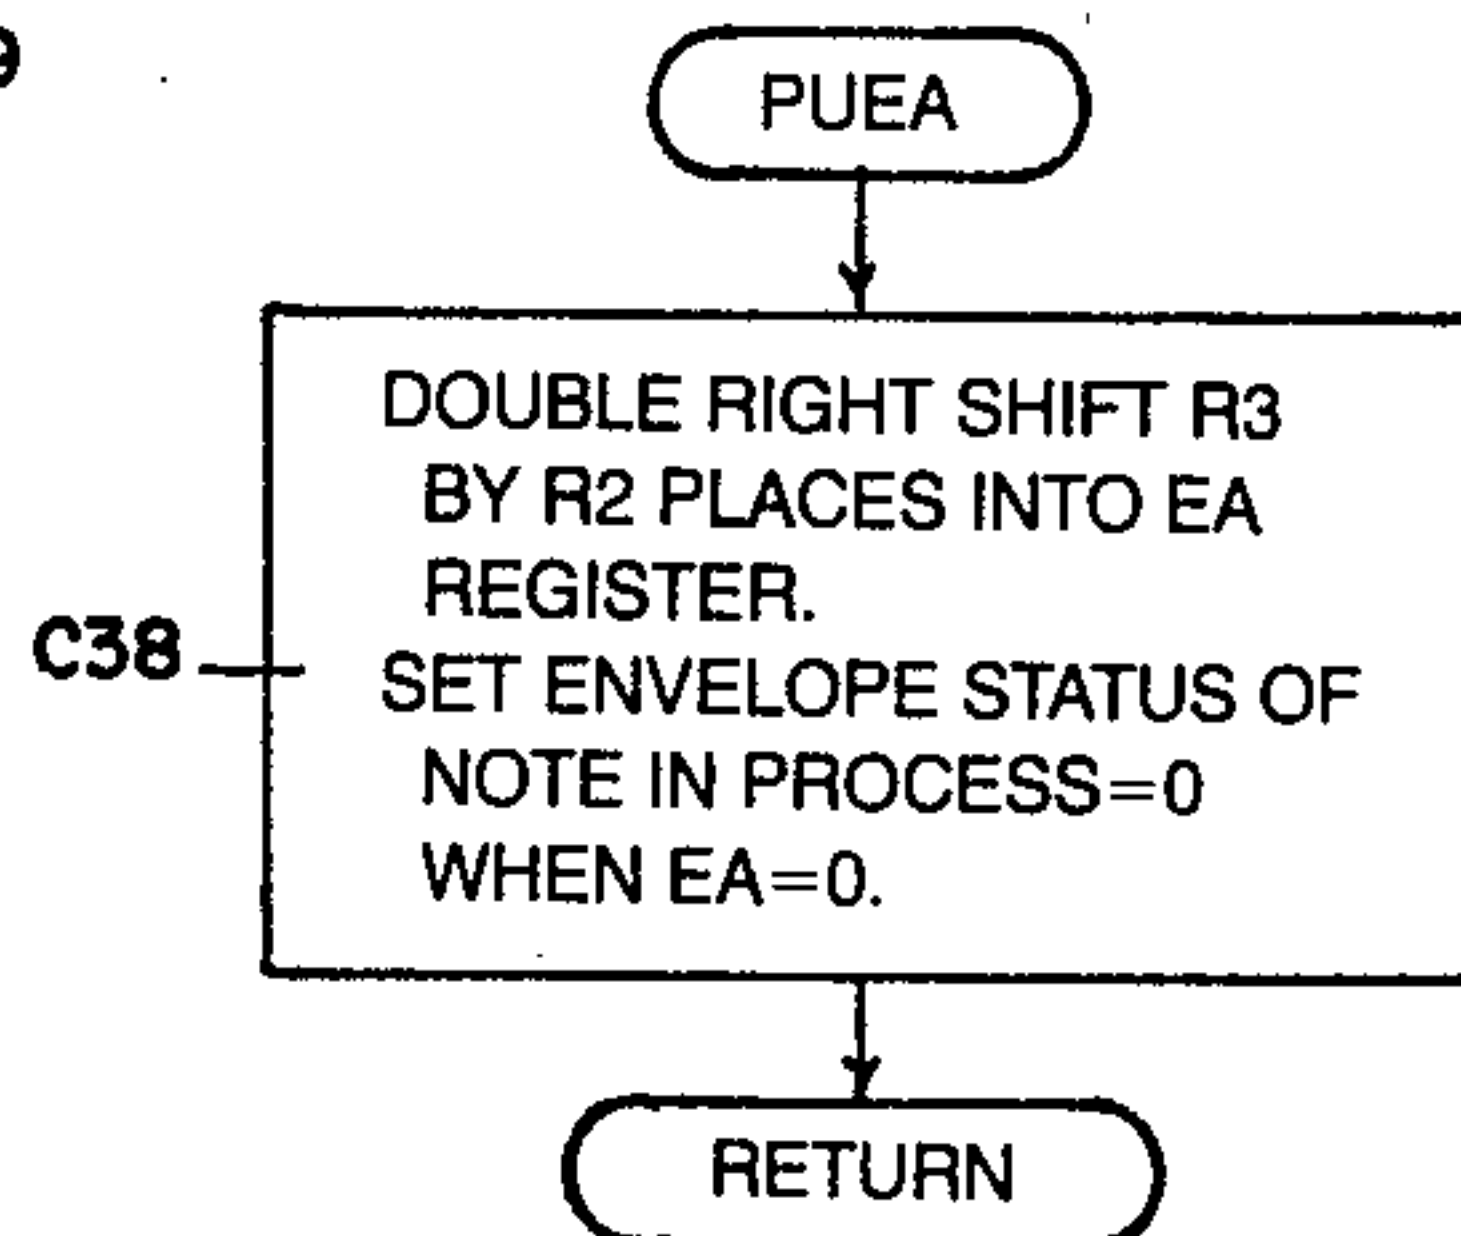 PUEA
DOUBLE RIGHT SHIFT R3
BY R2 PLACES INTO EA
REGISTER.
C38
SET ENVELOPE STATUS OF
NOTE IN PROCESS=0
WHEN EA=0.
RETURN